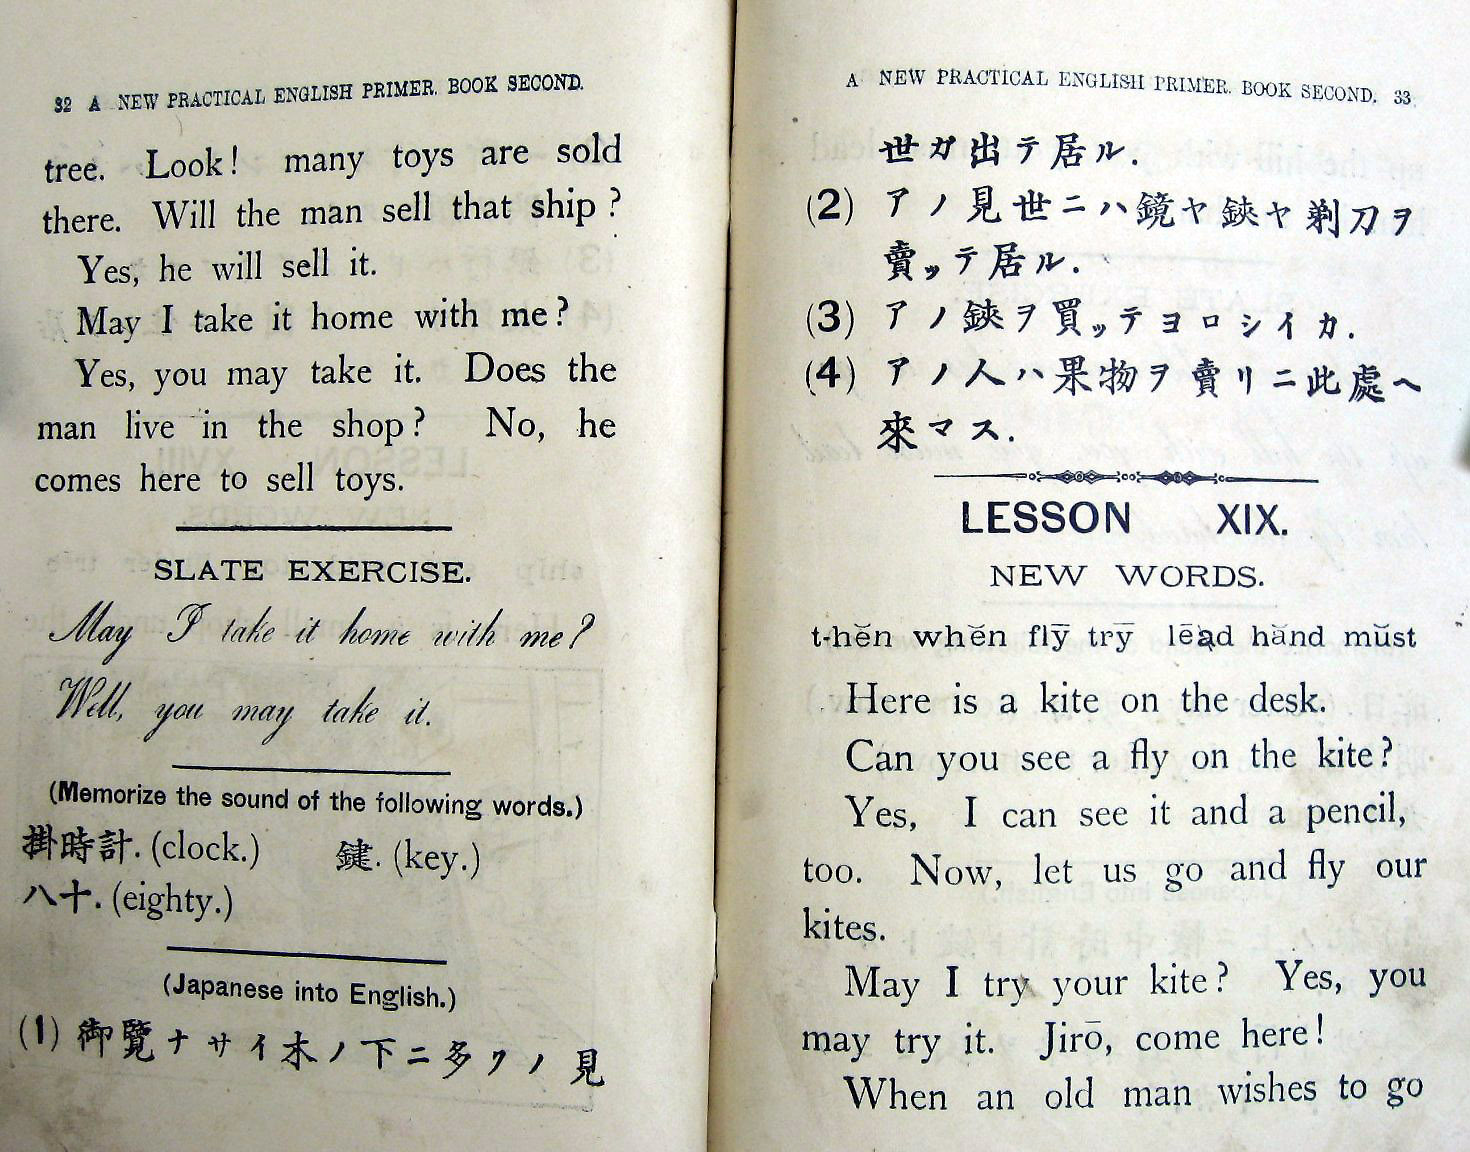 32 A NEW PRACTICAL ENGLISH PRIMER. BOOK SECOND.
tree. Look! many toys are sold
there. Will the man sell that ship?
Yes, he will sell it.
May I take it home with me?
Yes, you may take it. Does the
man live in the shop? No, he
comes here to sell toys.
SLATE EXERCISE.
May I take it home with me?
Well, you may take it.
(Memorize the sound of the following words.)
掛時計. (clock.) 鍵. (key.)
八十. (eighty.)
(Japanese into English.)
(1) 御覽ナサイ木ノ下ニ多クノ見
A NEW PRACTICAL ENGLISH PRIMER. BOOK SECOND. 33
世ガ出テ居ル.
(2) アノ見世ニハ鏡ヤ鋏ヤ剃刀ヲ
賣ッテ居ル.
(3) アノ鋏ヲ買ッテヨロシイカ.
(4) アノ人ハ果物ヲ賣リニ此處ヘ
來マス.
LESSON XIX.
NEW WORDS.
t-hĕn whĕn flȳ trȳ lēad hănd mŭst
Here is a kite on the desk.
Can you see a fly on the kite?
Yes, I can see it and a pencil,
too. Now, let us go and fly our
kites.
May I try your kite? Yes, you
may try it. Jirō, come here!
When an old man wishes to go